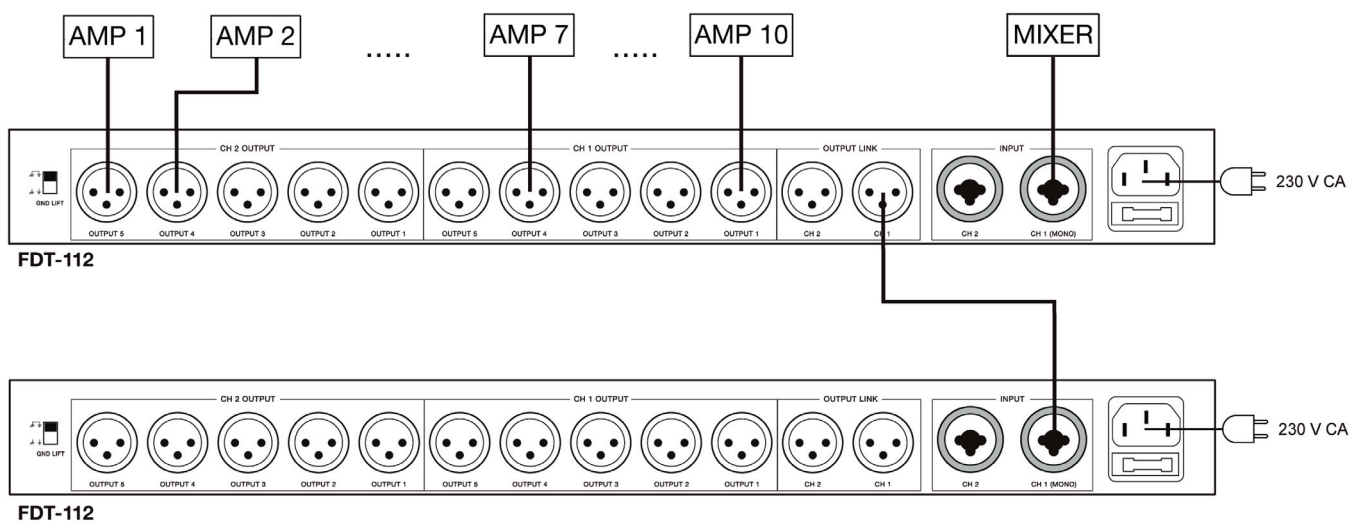 AMP 1 AMP 2 ..... AMP 7 ..... AMP 10 MIXER
CH 2 OUTPUT CH 1 OUTPUT OUTPUT LINK INPUT
230 V CA
GND LIFT
OUTPUT 5 OUTPUT 4 OUTPUT 3 OUTPUT 2 OUTPUT 1 OUTPUT 5 OUTPUT 4 OUTPUT 3 OUTPUT 2 OUTPUT 1 CH 2 CH 1 CH 2 CH 1 (MONO)
FDT-112
CH 2 OUTPUT CH 1 OUTPUT OUTPUT LINK INPUT
230 V CA
GND LIFT
OUTPUT 5 OUTPUT 4 OUTPUT 3 OUTPUT 2 OUTPUT 1 OUTPUT 5 OUTPUT 4 OUTPUT 3 OUTPUT 2 OUTPUT 1 CH 2 CH 1 CH 2 CH 1 (MONO)
FDT-112